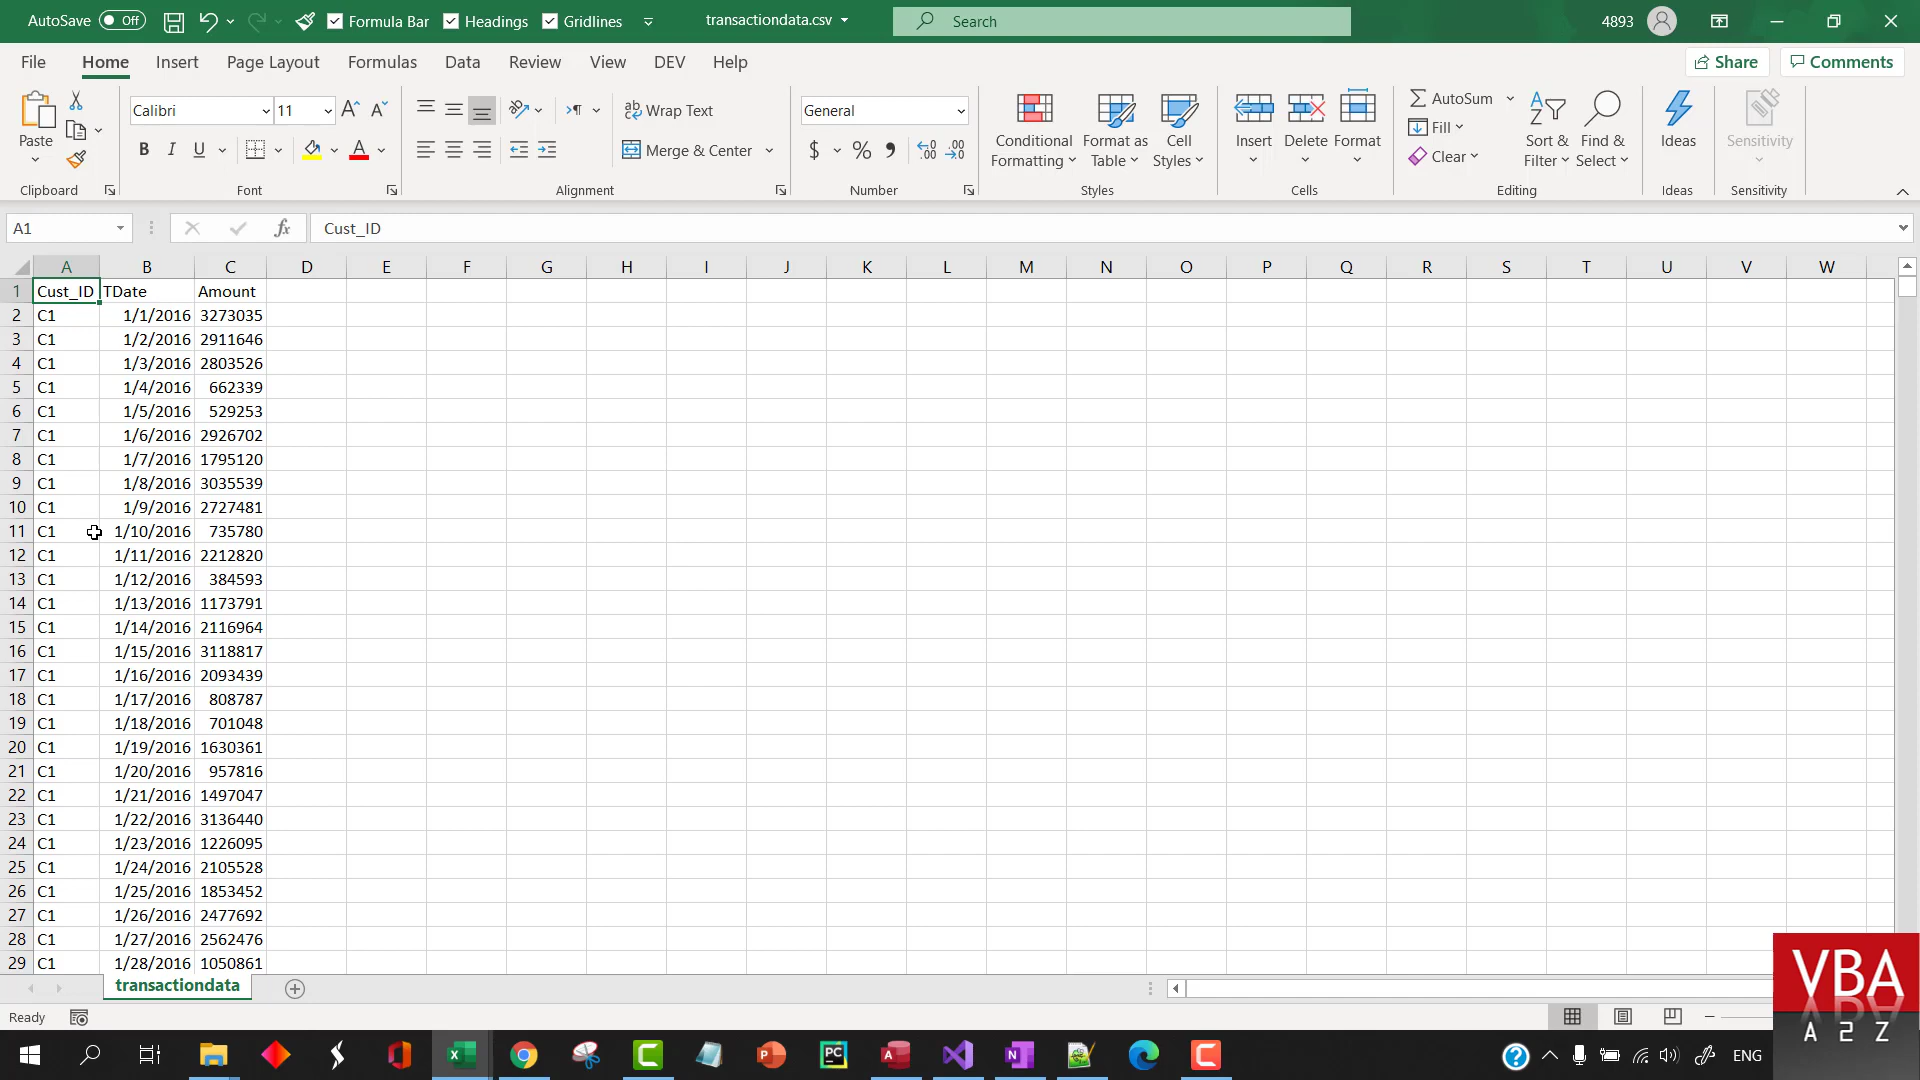 AutoSave Off Formula Bar Headings Gridlines transactiondata.csv Search 4893
File Home Insert Page Layout Formulas Data Review View DEV Help Share Comments
Paste
Clipboard
Calibri 11
B I U
Font
Wrap Text
Merge & Center
Alignment
General
$ % ,
Number
Conditional Formatting
Format as Table
Cell Styles
Styles
Insert Delete Format
Cells
AutoSum
Fill
Clear
Sort & Filter
Find & Select
Editing
Ideas
Ideas
Sensitivity
Sensitivity
A1 fx Cust_ID
A B C D E F G H I J K L M N O P Q R S T U V W
1 Cust_ID TDate Amount
2 C1 1/1/2016 3273035
3 C1 1/2/2016 2911646
4 C1 1/3/2016 2803526
5 C1 1/4/2016 662339
6 C1 1/5/2016 529253
7 C1 1/6/2016 2926702
8 C1 1/7/2016 1795120
9 C1 1/8/2016 3035539
10 C1 1/9/2016 2727481
11 C1 1/10/2016 735780
12 C1 1/11/2016 2212820
13 C1 1/12/2016 384593
14 C1 1/13/2016 1173791
15 C1 1/14/2016 2116964
16 C1 1/15/2016 3118817
17 C1 1/16/2016 2093439
18 C1 1/17/2016 808787
19 C1 1/18/2016 701048
20 C1 1/19/2016 1630361
21 C1 1/20/2016 957816
22 C1 1/21/2016 1497047
23 C1 1/22/2016 3136440
24 C1 1/23/2016 1226095
25 C1 1/24/2016 2105528
26 C1 1/25/2016 1853452
27 C1 1/26/2016 2477692
28 C1 1/27/2016 2562476
29 C1 1/28/2016 1050861
transactiondata
Ready
VBA
A 2 Z
ENG